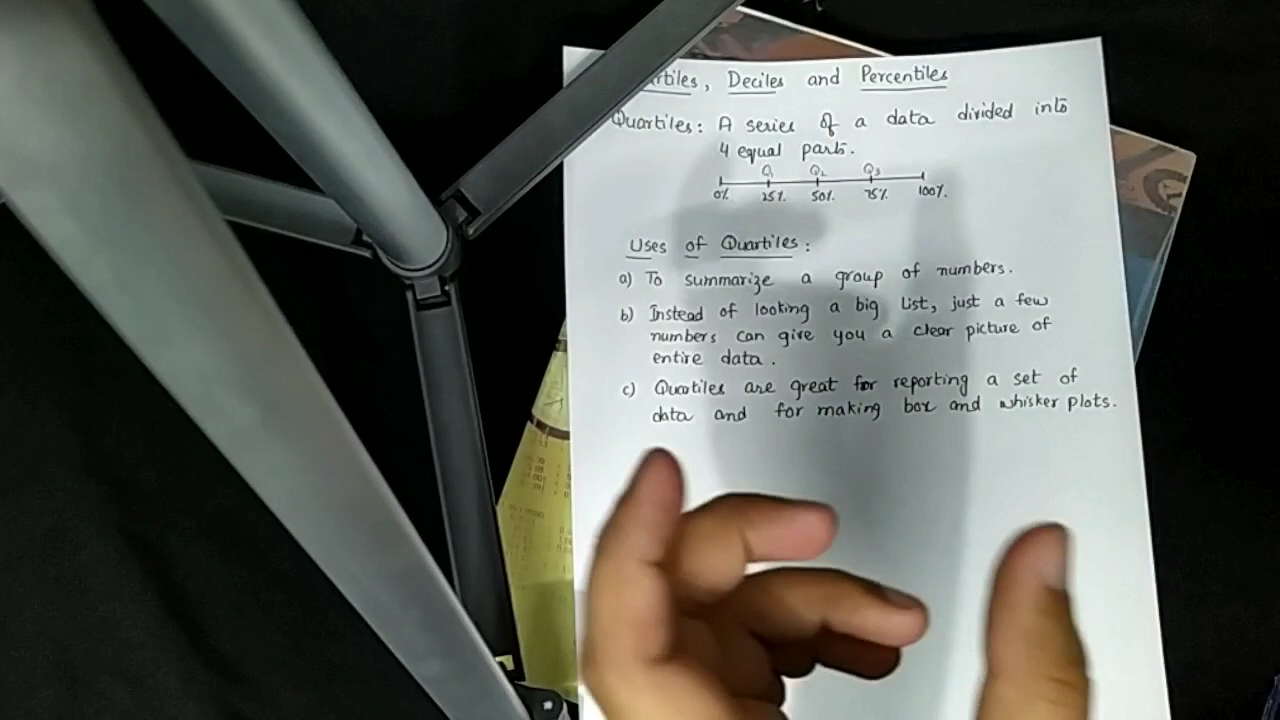 rtiles, Deciles and Percentiles
Quartiles: A series of a data divided into
4 equal parts.
Q1 Q2 Q3
0% 25% 50% 75% 100%.
Uses of Quartiles:
a) To summarize a group of numbers.
b) Instead of looking a big list, just a few
numbers can give you a clear picture of
entire data.
c) Quartiles are great for reporting a set of
data and for making box and whisker plots.